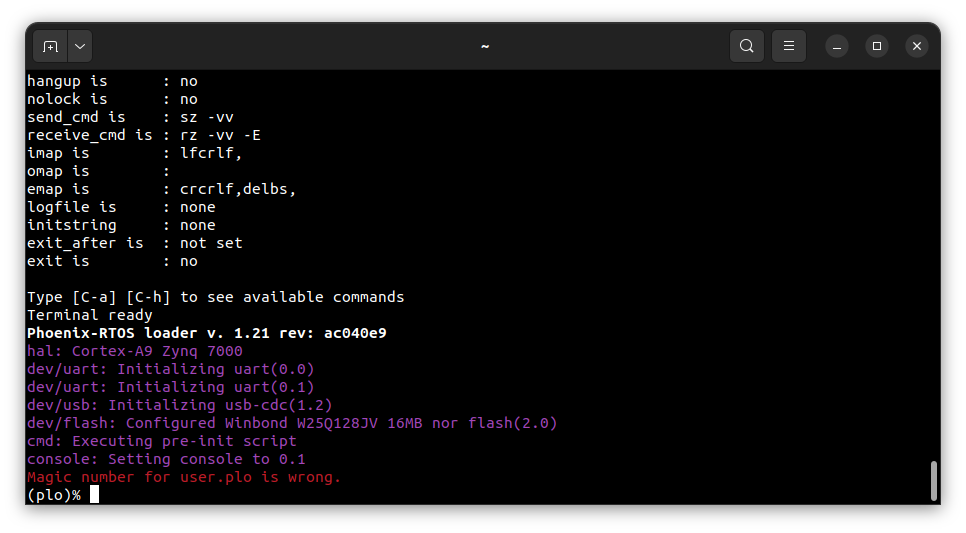 ~
hangup is      : no
nolock is      : no
send_cmd is    : sz -vv
receive_cmd is : rz -vv -E
imap is        : lfcrlf,
omap is        :
emap is        : crcrlf,delbs,
logfile is     : none
initstring     : none
exit_after is  : not set
exit is        : no
Type [C-a] [C-h] to see available commands
Terminal ready
Phoenix-RTOS loader v. 1.21 rev: ac040e9
hal: Cortex-A9 Zynq 7000
dev/uart: Initializing uart(0.0)
dev/uart: Initializing uart(0.1)
dev/usb: Initializing usb-cdc(1.2)
dev/flash: Configured Winbond W25Q128JV 16MB nor flash(2.0)
cmd: Executing pre-init script
console: Setting console to 0.1
Magic number for user.plo is wrong.
(plo)%